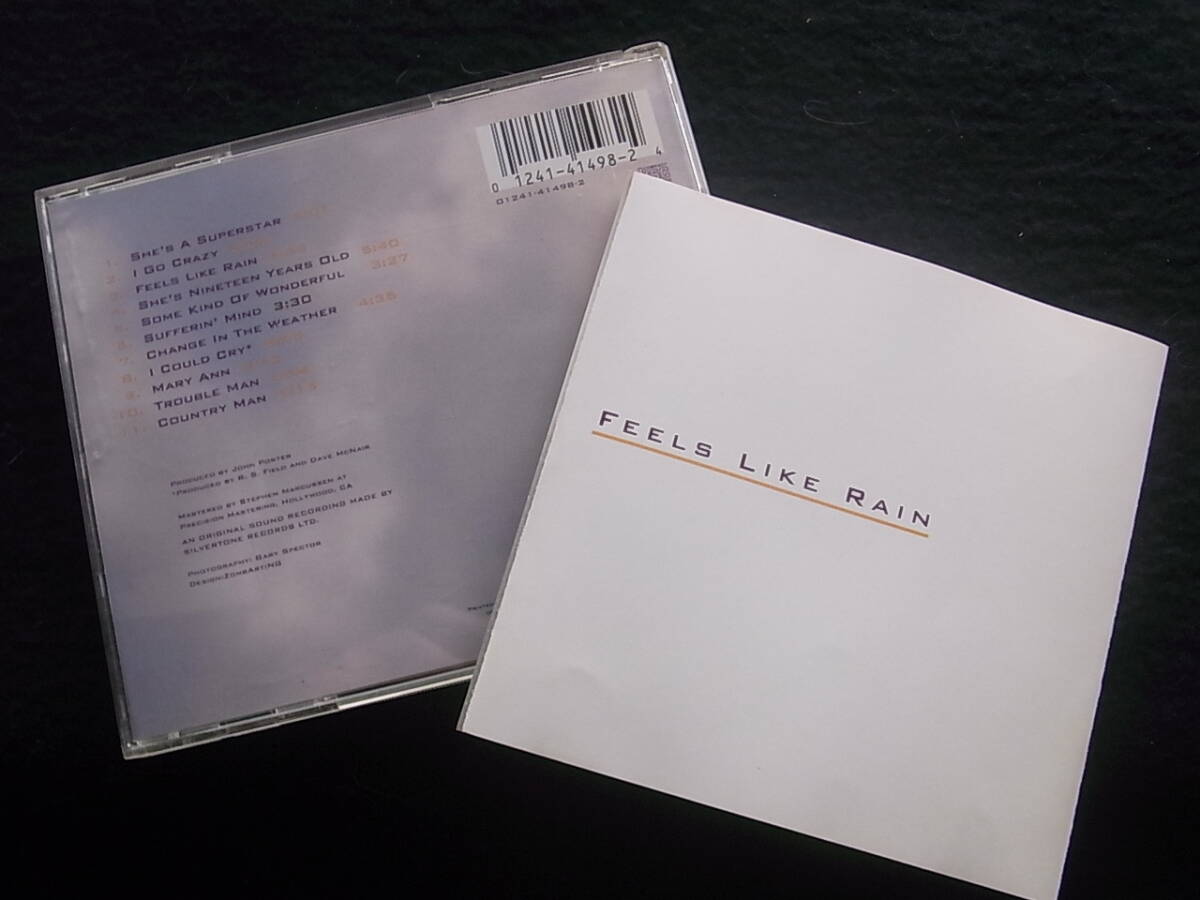 0 1241-41498-2 4
01241-41498-2
1. SHE'S A SUPERSTAR
2. I GO CRAZY
3. FEELS LIKE RAIN
4. SHE'S NINETEEN YEARS OLD 5:40
5. SOME KIND OF WONDERFUL 3:27
6. SUFFERIN' MIND 3:30
7. CHANGE IN THE WEATHER 4:38
8. I COULD CRY*
9. MARY ANN
10. TROUBLE MAN
11. COUNTRY MAN
PRODUCED BY JOHN PORTER
*PRODUCED BY R. S. FIELD AND DAVE MCNAIR
MASTERED BY STEPHEN MARCUSSEN AT
PRECISION MASTERING, HOLLYWOOD, CA
AN ORIGINAL SOUND RECORDING MADE BY
SILVERTONE RECORDS LTD.
PHOTOGRAPHY: GARY SPECTOR
DESIGN:ZOMBARTNG
FEELS LIKE RAIN